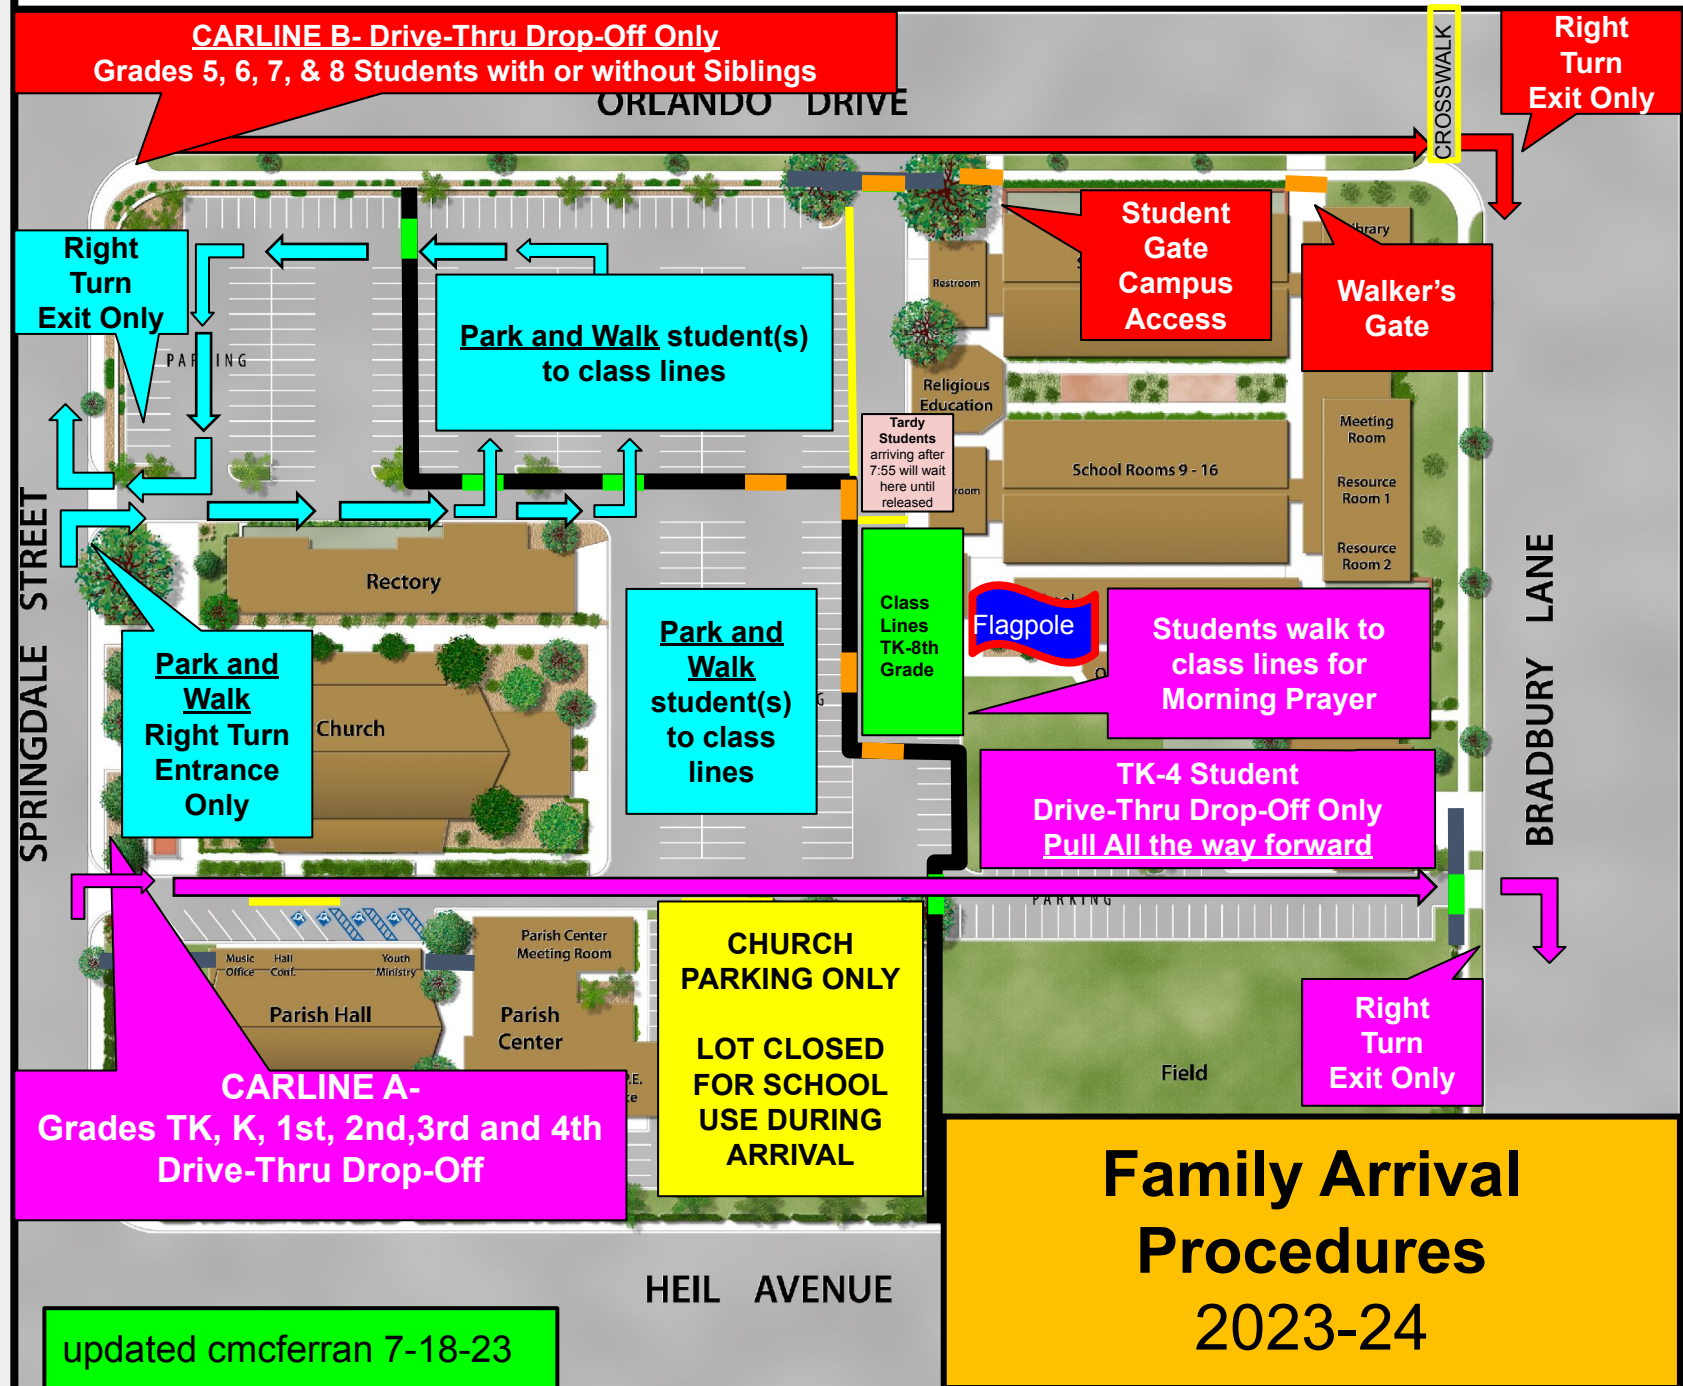 CARLINE B- Drive-Thru Drop-Off Only
Grades 5, 6, 7, & 8 Students with or without Siblings
ORLANDO DRIVE
CROSSWALK
Right
Turn
Exit Only
Right
Turn
Exit Only
Park and Walk student(s)
to class lines
Student
Gate
Campus
Access
Walker's
Gate
Restroom
PARKING
Religious
Education
Tardy
Students
arriving after
7:55 will wait
here until
released
School Rooms 9 - 16
Meeting
Room
Resource
Room 1
Resource
Room 2
SPRINGDALE STREET
BRADBURY LANE
Rectory
Park and
Walk
Right Turn
Entrance
Only
Church
Park and
Walk
student(s)
to class
lines
Class
Lines
TK-8th
Grade
Flagpole
Students walk to
class lines for
Morning Prayer
TK-4 Student
Drive-Thru Drop-Off Only
Pull All the way forward
PARKING
Music
Office
Hall
Conf.
Youth
Ministry
Parish Center
Meeting Room
Parish Hall
Parish
Center
CHURCH
PARKING ONLY
LOT CLOSED
FOR SCHOOL
USE DURING
ARRIVAL
Field
Right
Turn
Exit Only
CARLINE A-
Grades TK, K, 1st, 2nd,3rd and 4th
Drive-Thru Drop-Off
Family Arrival
Procedures
2023-24
HEIL AVENUE
updated cmcferran 7-18-23